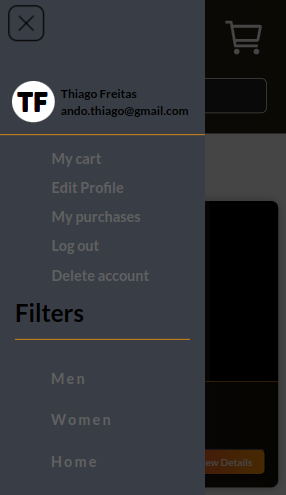 TF
Thiago Freitas
ando.thiago@gmail.com
My cart
Edit Profile
My purchases
Log out
Delete account
Filters
Men
Women
Home
ew Details